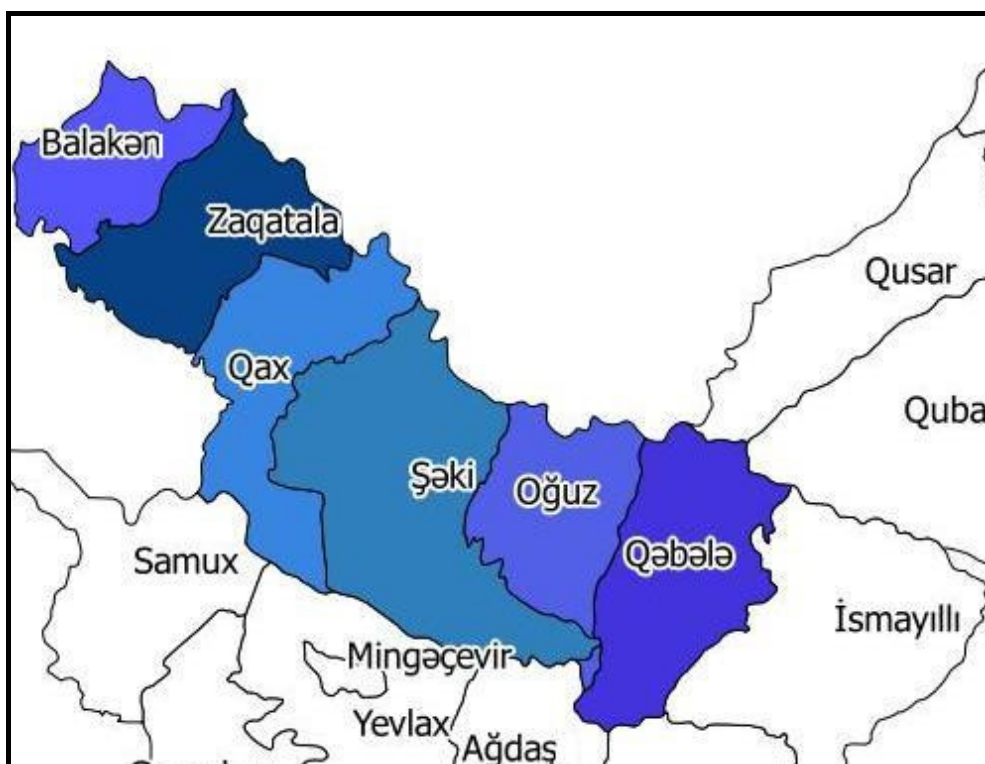 Balakən
Zaqatala
Qusar
Qax
Quba
Şəki
Oğuz
Qəbələ
Samux
İsmayıllı
Mingəçevir
Yevlax
Ağdaş